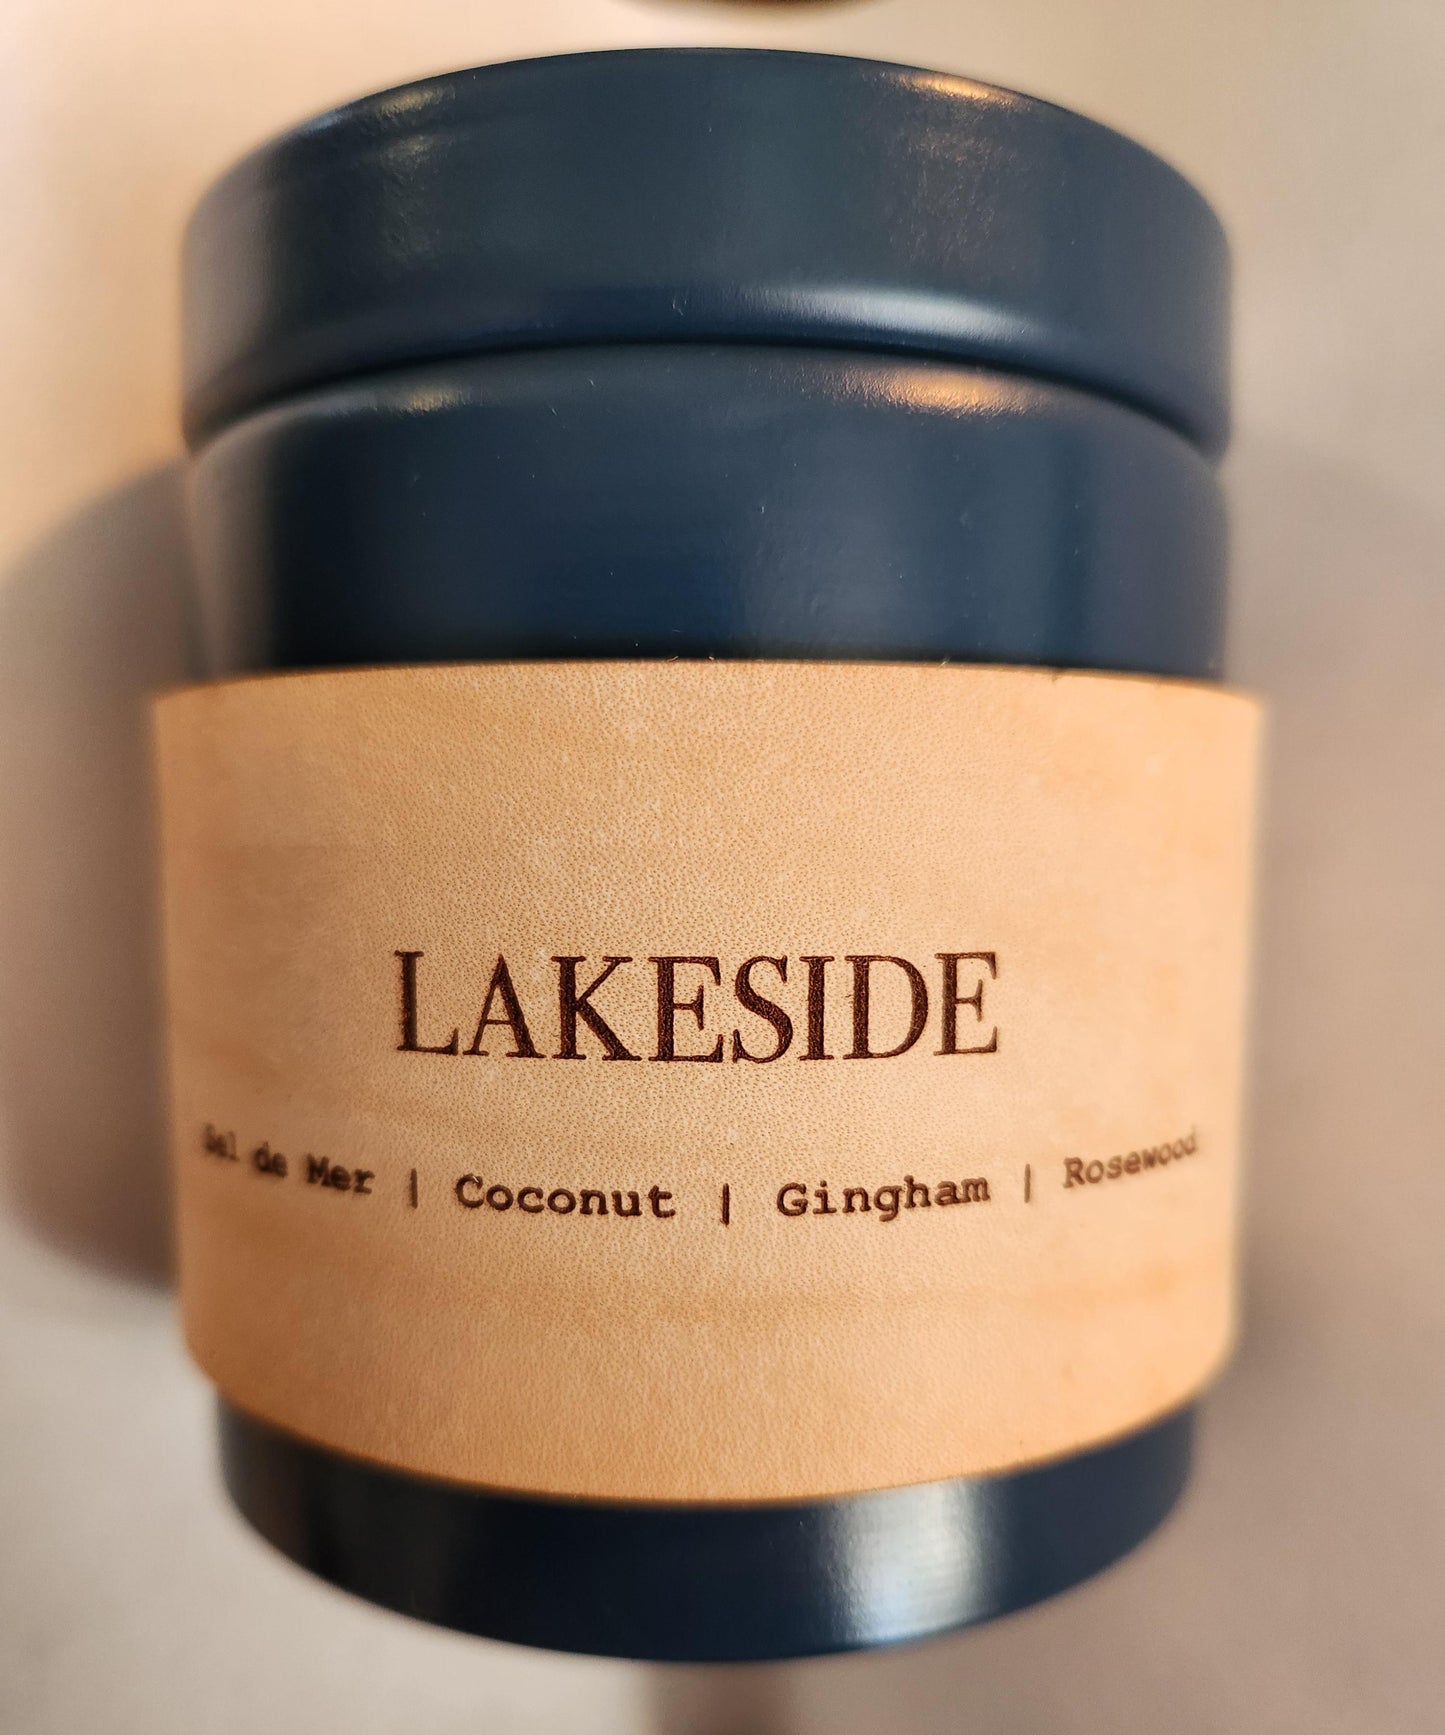 LAKESIDE
Sel de Mer | Coconut | Gingham | Rosewood